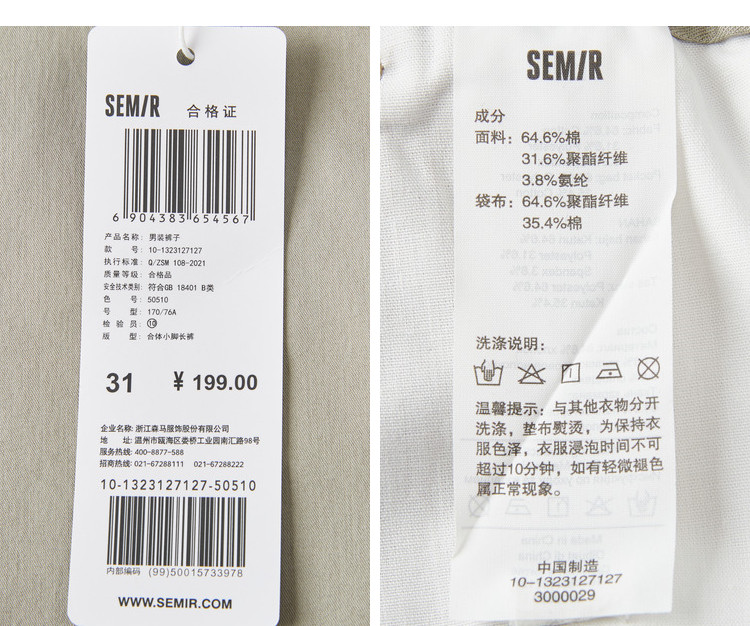 SEMIR 合格证
6 904383 654567
产品名称: 男装裤子
款 号: 10-1323127127
执行标准: Q/ZSM 108-2021
质量等级: 合格品
安全技术类别: 符合GB 18401 B类
色 号: 50510
号 型: 170/76A
检 验 员: ⑩
版 型: 合体小脚长裤
31 ¥ 199.00
企业名称: 浙江森马服饰股份有限公司
地 址: 温州市瓯海区娄桥工业园南汇路98号
服务热线: 400-8877-588
招商热线: 021-67288111 021-67288222
10-1323127127-50510
内部编码 (99)50015733978
WWW.SEMIR.COM
SEMIR
成分
面料: 64.6%棉
31.6%聚酯纤维
3.8%氨纶
袋布: 64.6%聚酯纤维
35.4%棉
洗涤说明:
温馨提示: 与其他衣物分开
洗涤, 垫布熨烫, 为保持衣
服色泽, 衣服浸泡时间不可
超过10分钟, 如有轻微褪色
属正常现象。
中国制造
10-1323127127
3000029